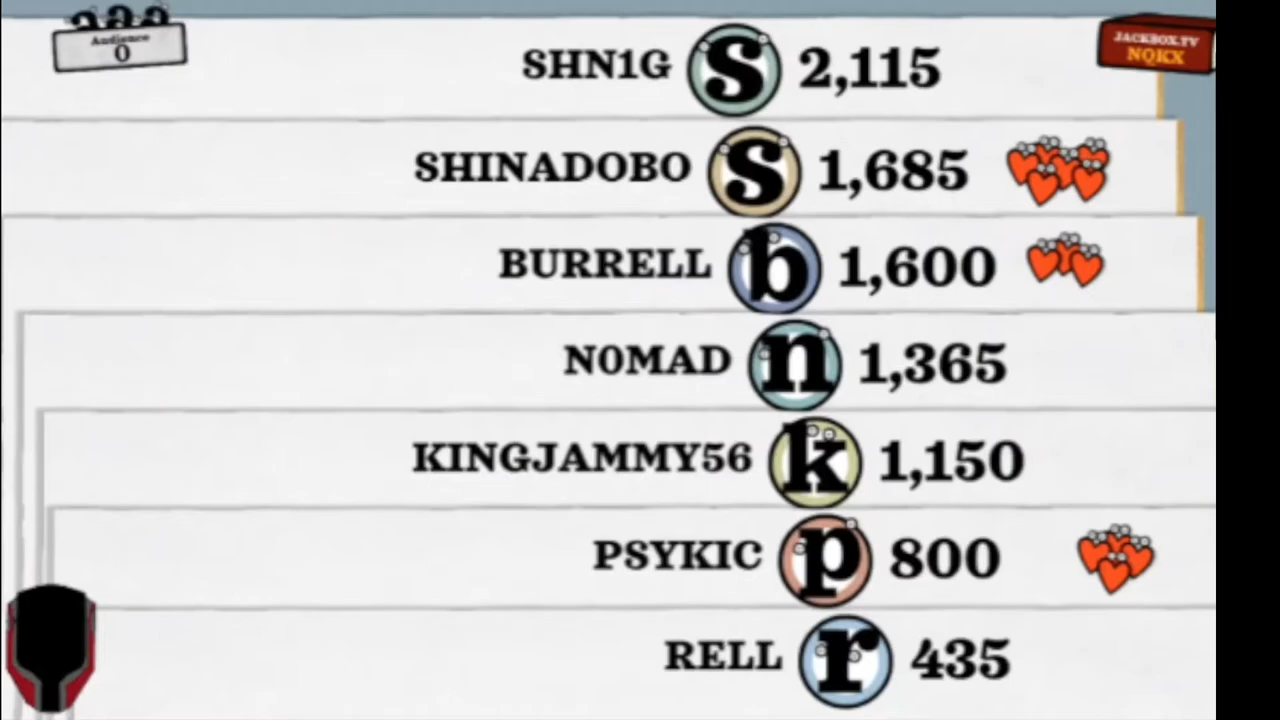 Audience
0
JACKBOX.TV
NQKX
SHN1G s 2,115
SHINADOBO s 1,685
BURRELL b 1,600
N0MAD n 1,365
KINGJAMMY56 k 1,150
PSYKIC p 800
RELL r 435